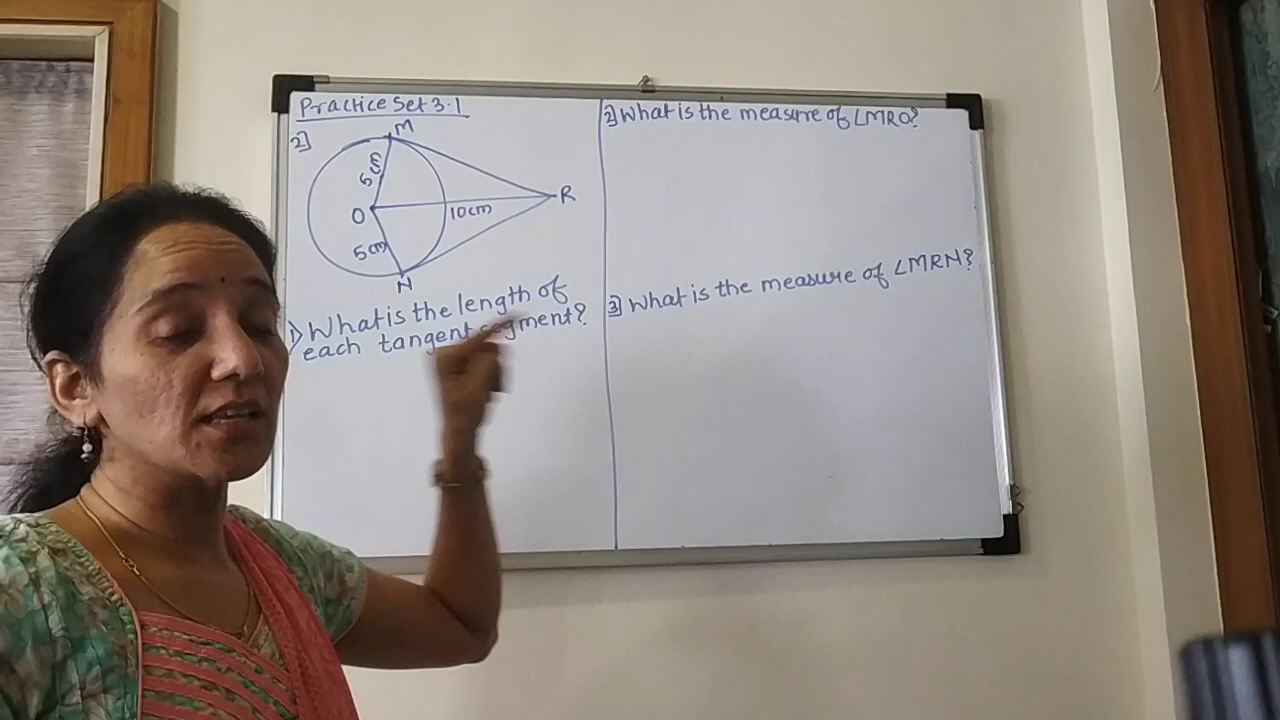 Practice Set 3.1
2]
M
5cm
O
10cm
R
5cm
N
1) What is the length of
each tangent segment?
2] What is the measure of ∠MRO?
3] What is the measure of ∠MRN?